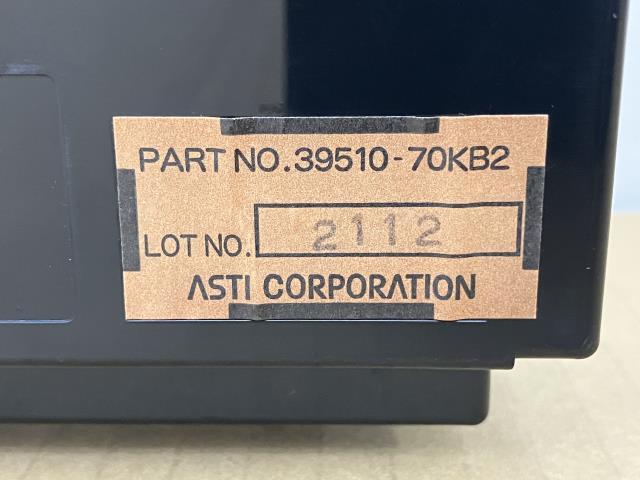 PART NO.39510-70KB2
LOT NO. 2112
ASTI CORPORATION